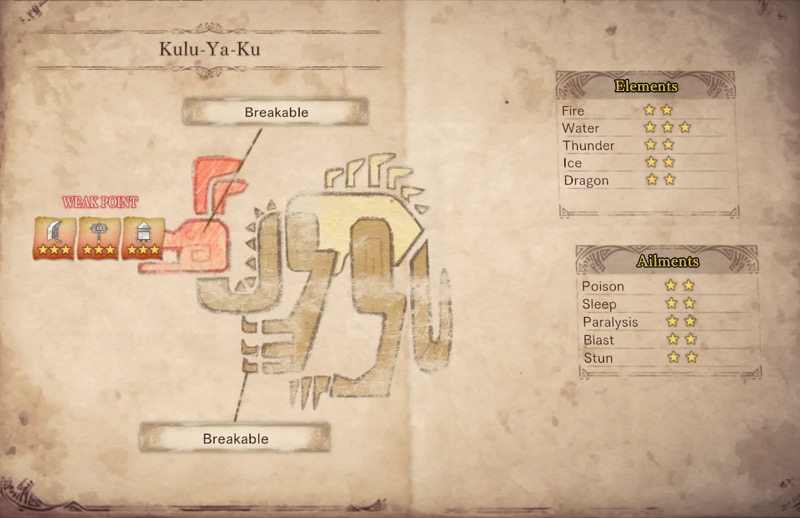 Kulu-Ya-Ku
Breakable
WEAK POINT
Breakable
Elements
Fire
Water
Thunder
Ice
Dragon
Ailments
Poison
Sleep
Paralysis
Blast
Stun